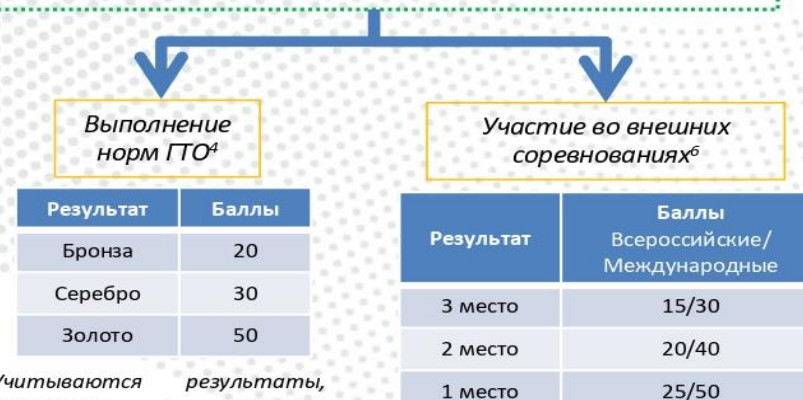 Выполнение
норм ГТО⁴
Результат Баллы
Бронза 20
Серебро 30
Золото 50
Учитываются результаты,
Участие во внешних
соревнованиях⁶
Результат Баллы
Всероссийские/
Международные
3 место 15/30
2 место 20/40
1 место 25/50